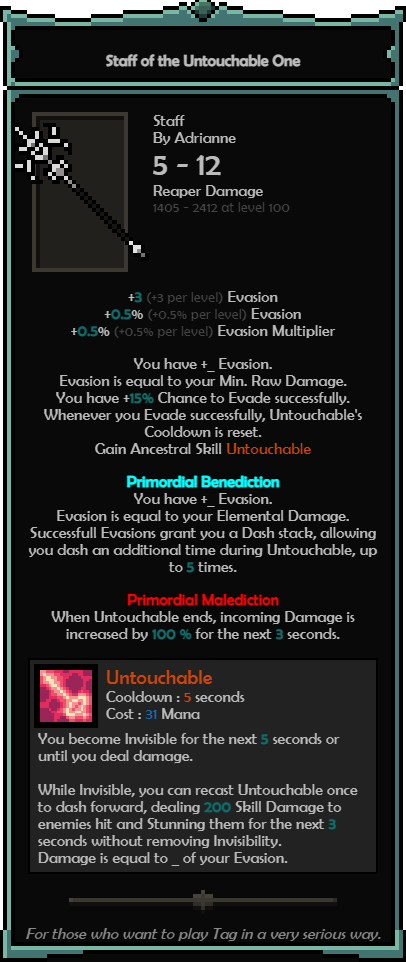 Staff of the Untouchable One
Staff
By Adrianne
5 - 12
Reaper Damage
1405 - 2412 at level 100
+3 (+3 per level) Evasion
+0.5% (+0.5% per level) Evasion
+0.5% (+0.5% per level) Evasion Multiplier
You have +_ Evasion.
Evasion is equal to your Min. Raw Damage.
You have +15% Chance to Evade successfully.
Whenever you Evade successfully, Untouchable's
Cooldown is reset.
Gain Ancestral Skill Untouchable
Primordial Benediction
You have +_ Evasion.
Evasion is equal to your Elemental Damage.
Successfull Evasions grant you a Dash stack, allowing
you dash an additional time during Untouchable, up
to 5 times.
Primordial Malediction
When Untouchable ends, incoming Damage is
increased by 100 % for the next 3 seconds.
Untouchable
Cooldown : 5 seconds
Cost : 31 Mana
You become Invisible for the next 5 seconds or
until you deal damage.
While Invisible, you can recast Untouchable once
to dash forward, dealing 200 Skill Damage to
enemies hit and Stunning them for the next 3
seconds without removing Invisibility.
Damage is equal to _ of your Evasion.
For those who want to play Tag in a very serious way.